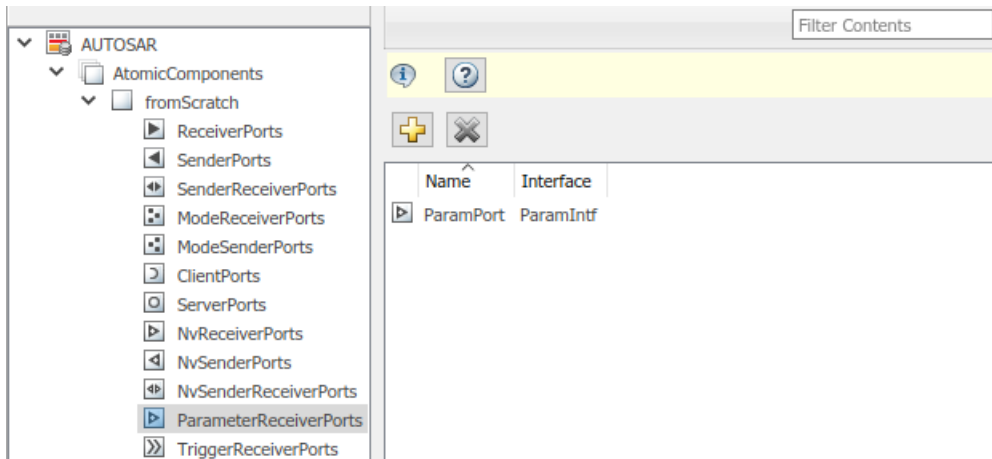 Filter Contents
AUTOSAR
AtomicComponents
fromScratch
ReceiverPorts
SenderPorts
SenderReceiverPorts
ModeReceiverPorts
ModeSenderPorts
ClientPorts
ServerPorts
NvReceiverPorts
NvSenderPorts
NvSenderReceiverPorts
ParameterReceiverPorts
TriggerReceiverPorts
Name Interface
ParamPort ParamIntf